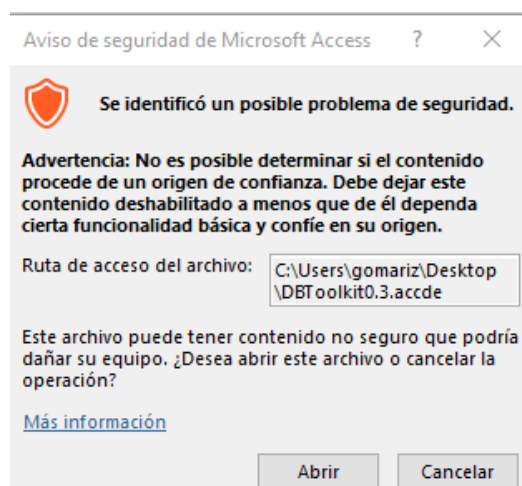 Aviso de seguridad de Microsoft Access ? ×
Se identificó un posible problema de seguridad.
Advertencia: No es posible determinar si el contenido
procede de un origen de confianza. Debe dejar este
contenido deshabilitado a menos que de él dependa
cierta funcionalidad básica y confíe en su origen.
Ruta de acceso del archivo: C:\Users\gomariz\Desktop
\DBToolkit0.3.accde
Este archivo puede tener contenido no seguro que podría
dañar su equipo. ¿Desea abrir este archivo o cancelar la
operación?
Más información
Abrir Cancelar